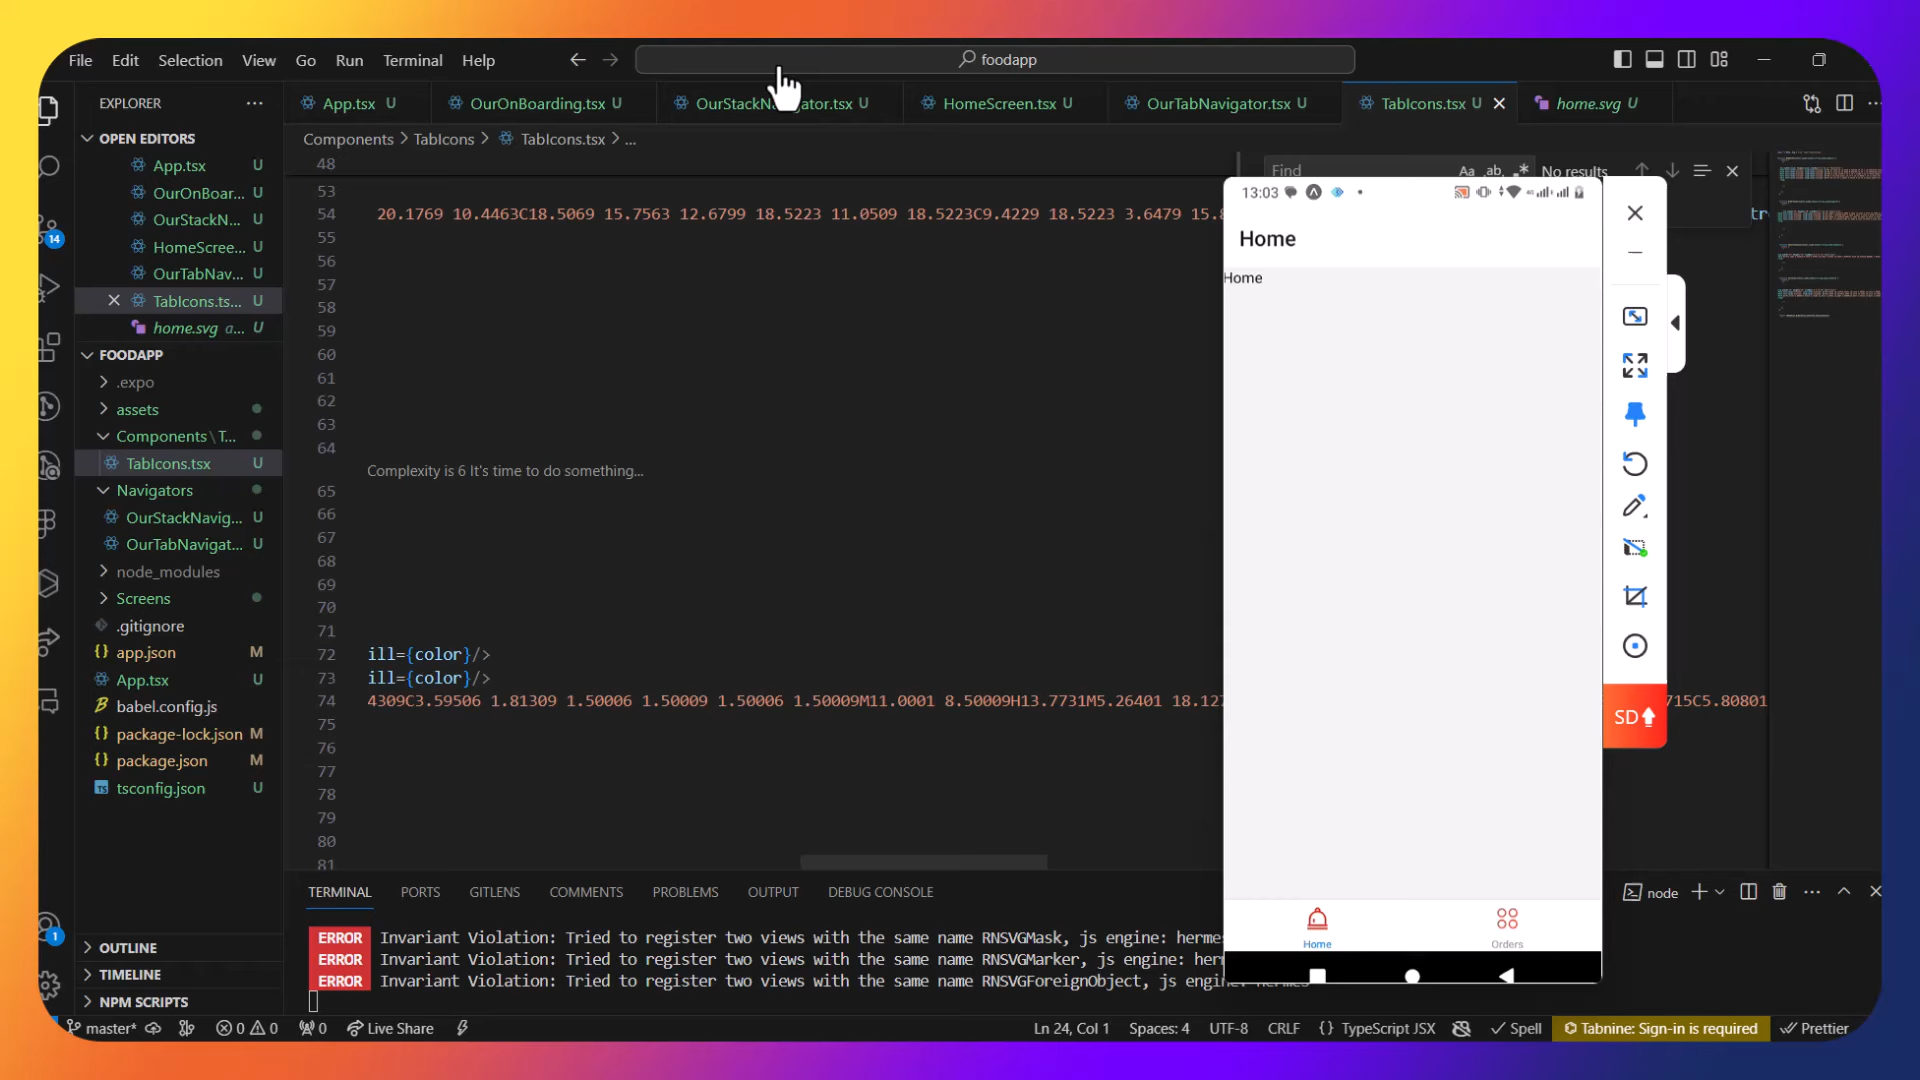 File Edit Selection View Go Run Terminal Help
foodapp
EXPLORER
App.tsx U
OurOnBoarding.tsx U
HomeScreen.tsx U
OurTabNavigator.tsx U
TabIcons.tsx U
home.svg U
Components > TabIcons > TabIcons.tsx > ...
OPEN EDITORS
App.tsx U
OurOnBoar... U
OurStackN... U
HomeScree... U
OurTabNav... U
TabIcons.ts... U
home.svg a... U
FOODAPP
.expo
assets
Components \ T...
TabIcons.tsx U
Navigators
OurStackNavig... U
OurTabNavigat... U
node_modules
Screens
.gitignore
app.json M
App.tsx U
babel.config.js
package-lock.json M
package.json M
tsconfig.json U
OUTLINE
TIMELINE
NPM SCRIPTS
14
1
48
53
54 20.1769 10.4463C18.5069 15.7563 12.6799 18.5223 11.0509 18.5223C9.4229 18.5223 3.6479 15.8
55
56
57
58
59
60
61
62
63
64
Complexity is 6 It's time to do something...
65
66
67
68
69
70
71
72 ill={color}/>
73 ill={color}/>
74 4309C3.59506 1.81309 1.50006 1.50009 1.50006 1.50009M11.0001 8.50009H13.7731M5.26401 18.127
715C5.80801
75
76
77
78
79
80
81
Find Aa ab No results
13:03
Home
Home
Home
Orders
SD
TERMINAL PORTS GITLENS COMMENTS PROBLEMS OUTPUT DEBUG CONSOLE
node
ERROR Invariant Violation: Tried to register two views with the same name RNSVGMask, js engine: hermes
ERROR Invariant Violation: Tried to register two views with the same name RNSVGMarker, js engine: her
ERROR Invariant Violation: Tried to register two views with the same name RNSVGForeignObject, js engine: hermes
master* 0 0 0 Live Share
Ln 24, Col 1 Spaces: 4 UTF-8 CRLF {} TypeScript JSX Spell Tabnine: Sign-in is required Prettier